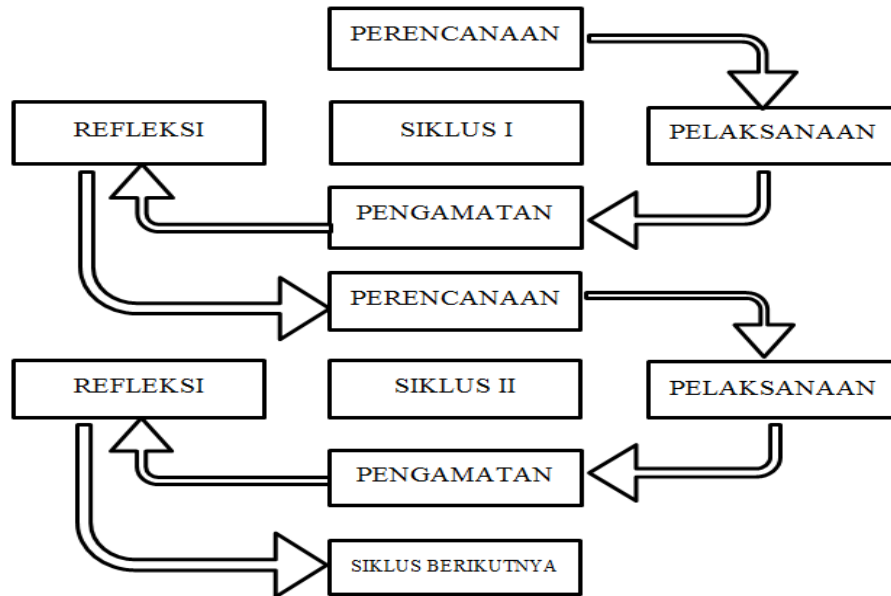 PERENCANAAN
REFLEKSI
SIKLUS I
PELAKSANAAN
PENGAMATAN
PERENCANAAN
REFLEKSI
SIKLUS II
PELAKSANAAN
PENGAMATAN
SIKLUS BERIKUTNYA